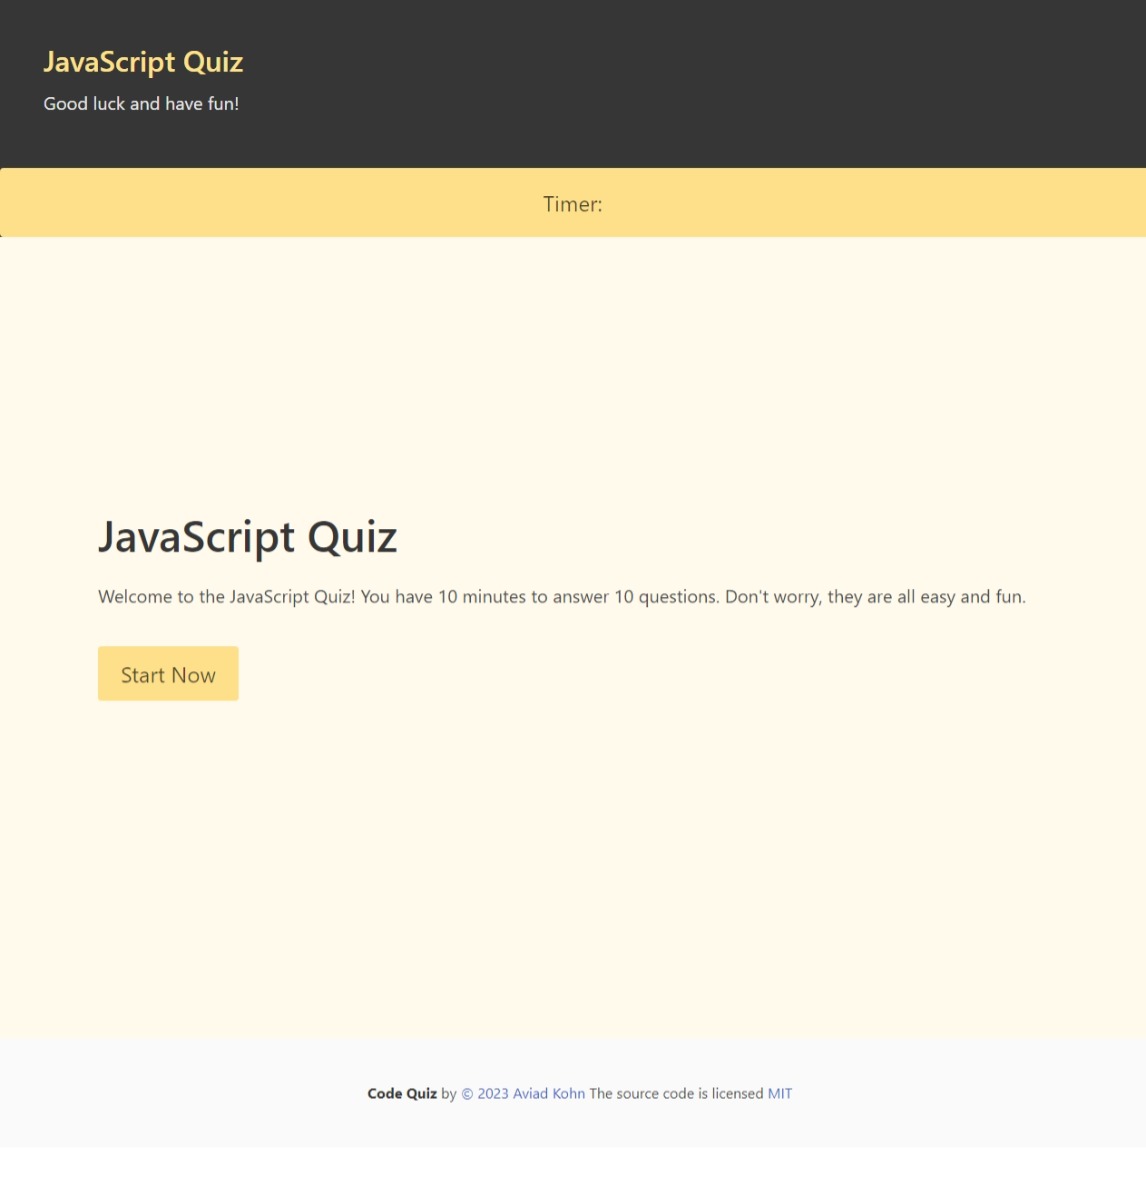 JavaScript Quiz
Good luck and have fun!
Timer:
JavaScript Quiz
Welcome to the JavaScript Quiz! You have 10 minutes to answer 10 questions. Don't worry, they are all easy and fun.
Start Now
Code Quiz by © 2023 Aviad Kohn The source code is licensed MIT